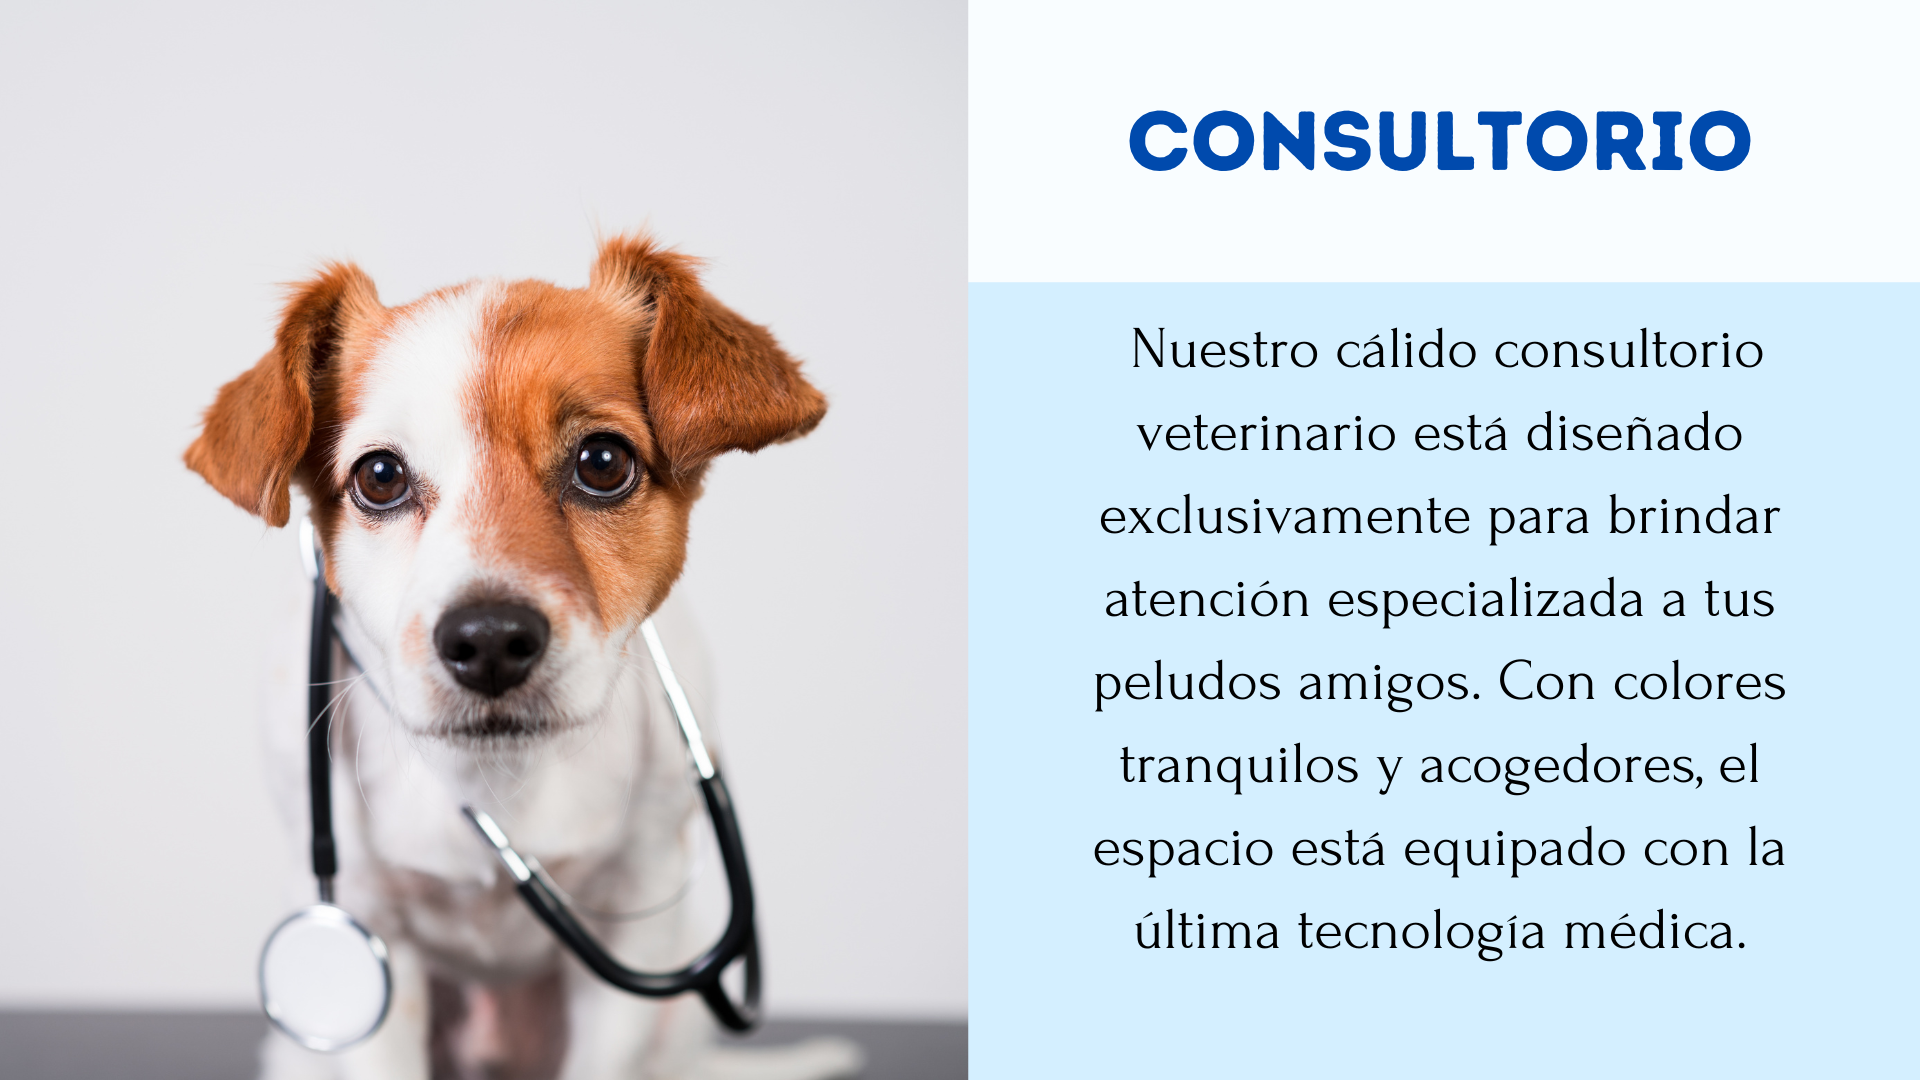 CONSULTORIO
Nuestro cálido consultorio
veterinario está diseñado
exclusivamente para brindar
atención especializada a tus
peludos amigos. Con colores
tranquilos y acogedores, el
espacio está equipado con la
última tecnología médica.